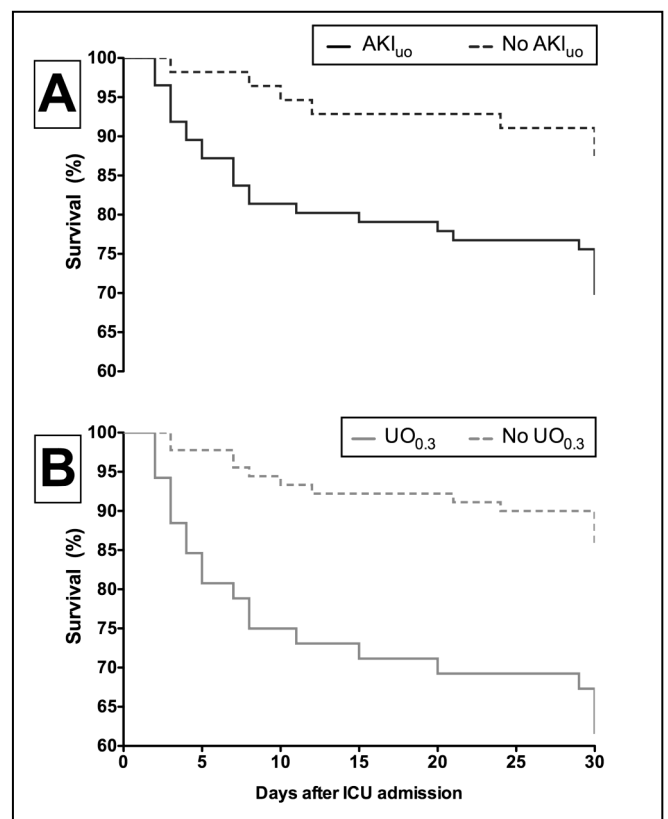 AKIuo No AKIuo
A
100
95
90
85
80
75
70
65
60
Survival (%)
UO0.3 No UO0.3
B
100
95
90
85
80
75
70
65
60
Survival (%)
0 5 10 15 20 25 30
Days after ICU admission